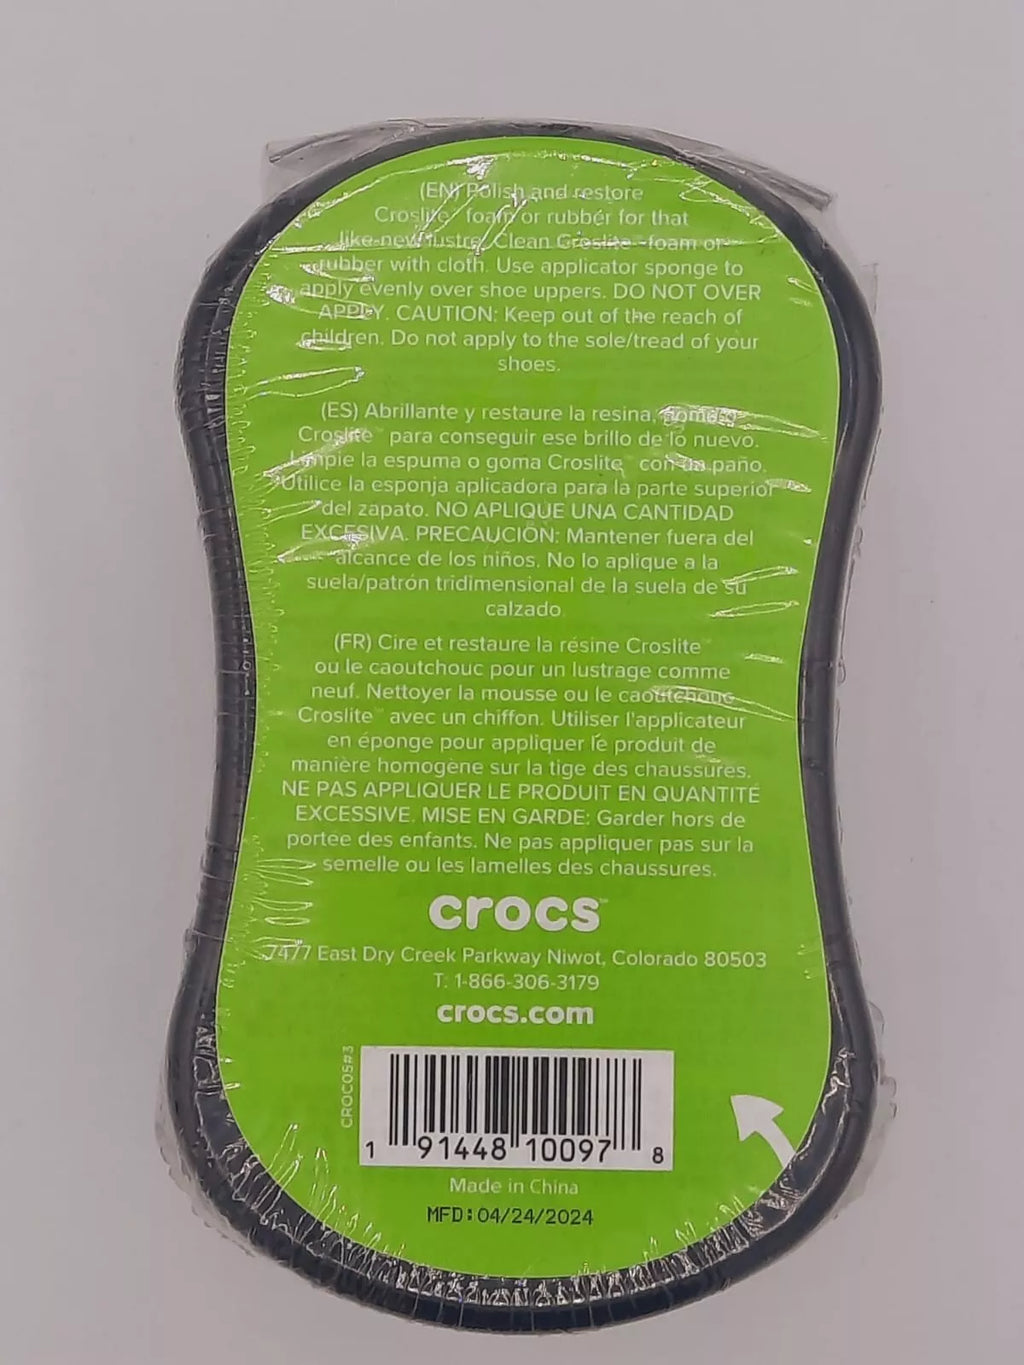 (EN) Polish and restore
Croslite™ foam or rubber for that
like-new lustre. Clean Croslite™ foam or
rubber with cloth. Use applicator sponge to
apply evenly over shoe uppers. DO NOT OVER
APPLY. CAUTION: Keep out of the reach of
children. Do not apply to the sole/tread of your
shoes.
(ES) Abrillante y restaure la resina, goma
Croslite™ para conseguir ese brillo de lo nuevo.
Limpie la espuma o goma Croslite™ con un paño.
Utilice la esponja aplicadora para la parte superior
del zapato. NO APLIQUE UNA CANTIDAD
EXCESIVA. PRECAUCIÓN: Mantener fuera del
alcance de los niños. No lo aplique a la
suela/patrón tridimensional de la suela de su
calzado.
(FR) Cire et restaure la résine Croslite™
ou le caoutchouc pour un lustrage comme
neuf. Nettoyer la mousse ou le caoutchouc
Croslite™ avec un chiffon. Utiliser l'applicateur
en éponge pour appliquer le produit de
manière homogène sur la tige des chaussures.
NE PAS APPLIQUER LE PRODUIT EN QUANTITÉ
EXCESSIVE. MISE EN GARDE: Garder hors de
portée des enfants. Ne pas appliquer pas sur la
semelle ou les lamelles des chaussures.
crocs™
7477 East Dry Creek Parkway Niwot, Colorado 80503
T. 1-866-306-3179
crocs.com
CROCOS#3
1 91448 10097 8
Made in China
MFD:04/24/2024